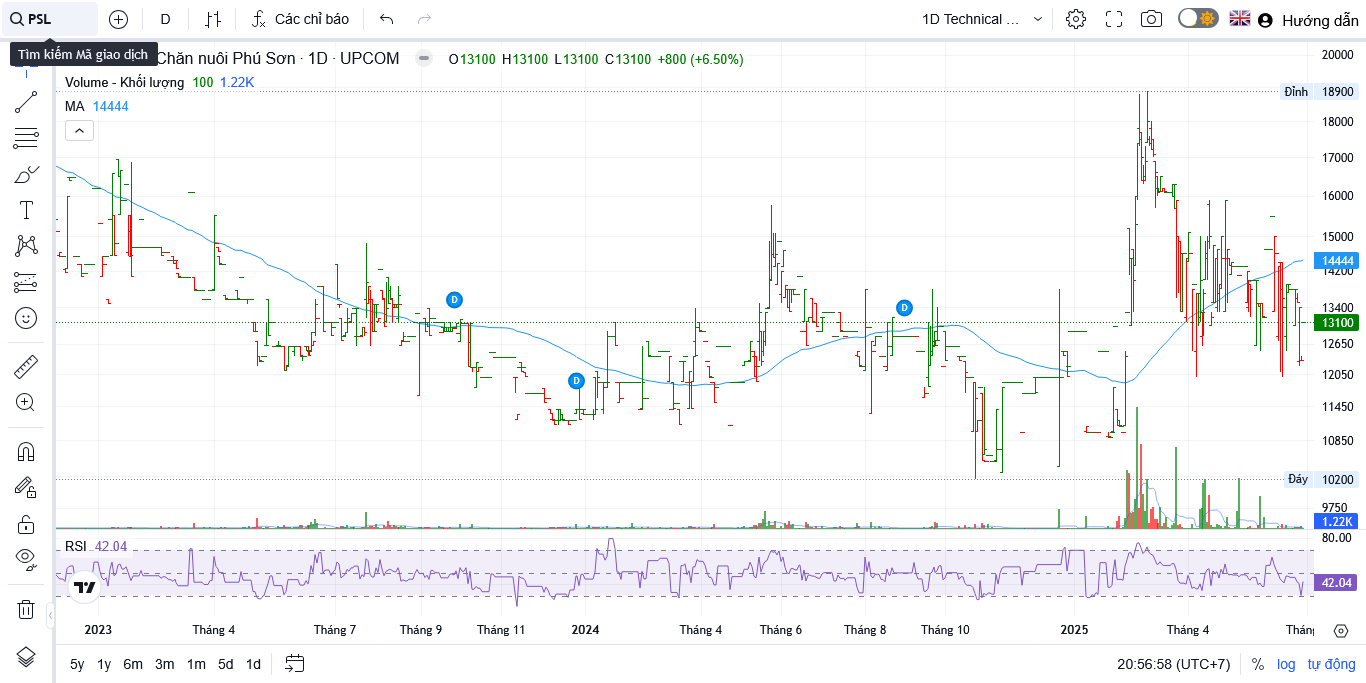 PSL
D
Các chỉ báo
1D Technical ...
Hướng dẫn
Tìm kiếm Mã giao dịch
Chăn nuôi Phú Sơn · 1D · UPCOM
O13100 H13100 L13100 C13100 +800 (+6.50%)
Volume - Khối lượng 100 1.22K
MA 14444
20000
Đỉnh 18900
18000
17000
16000
15000
14444
14200
13400
13100
12650
12050
11450
10850
Đáy 10200
9750
1.22K
D
D
D
RSI 42.04
80.00
42.04
2023
Tháng 4
Tháng 7
Tháng 9
Tháng 11
2024
Tháng 4
Tháng 6
Tháng 8
Tháng 10
2025
Tháng 4
5y 1y 6m 3m 1m 5d 1d
20:56:58 (UTC+7)
% log tự động